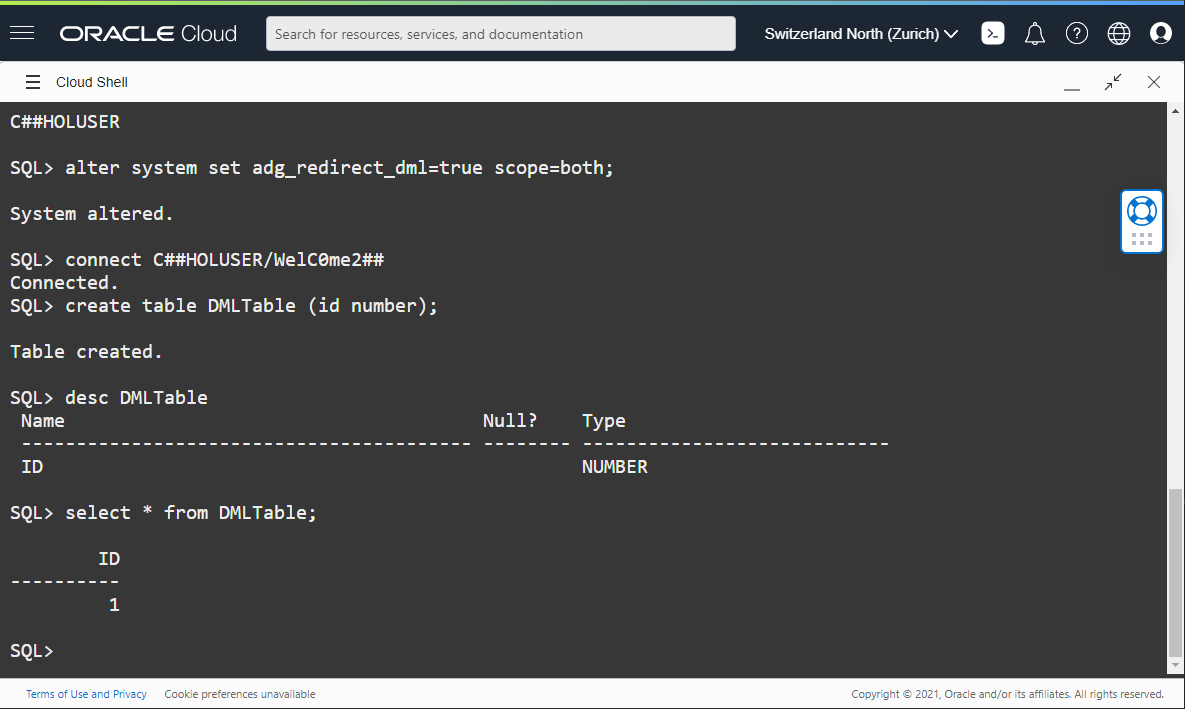 ORACLE Cloud
Search for resources, services, and documentation
Switzerland North (Zurich)
Cloud Shell
C##HOLUSER
SQL> alter system set adg_redirect_dml=true scope=both;
System altered.
SQL> connect C##HOLUSER/WelC0me2##
Connected.
SQL> create table DMLTable (id number);
Table created.
SQL> desc DMLTable
Name Null? Type
----------------------------------------- -------- ----------------------------
ID NUMBER
SQL> select * from DMLTable;
ID
----------
1
SQL>
Terms of Use and Privacy Cookie preferences unavailable Copyright © 2021, Oracle and/or its affiliates. All rights reserved.